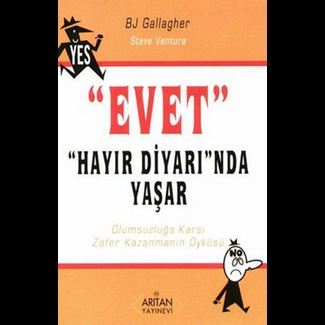 BJ Gallagher
Steve Ventura
YES
"EVET"
"HAYIR DİYARI"NDA
YAŞAR
Olumsuzluğa Karşı
Zafer Kazanmanın Öyküsü
NO
ARITAN
YAYINEVİ